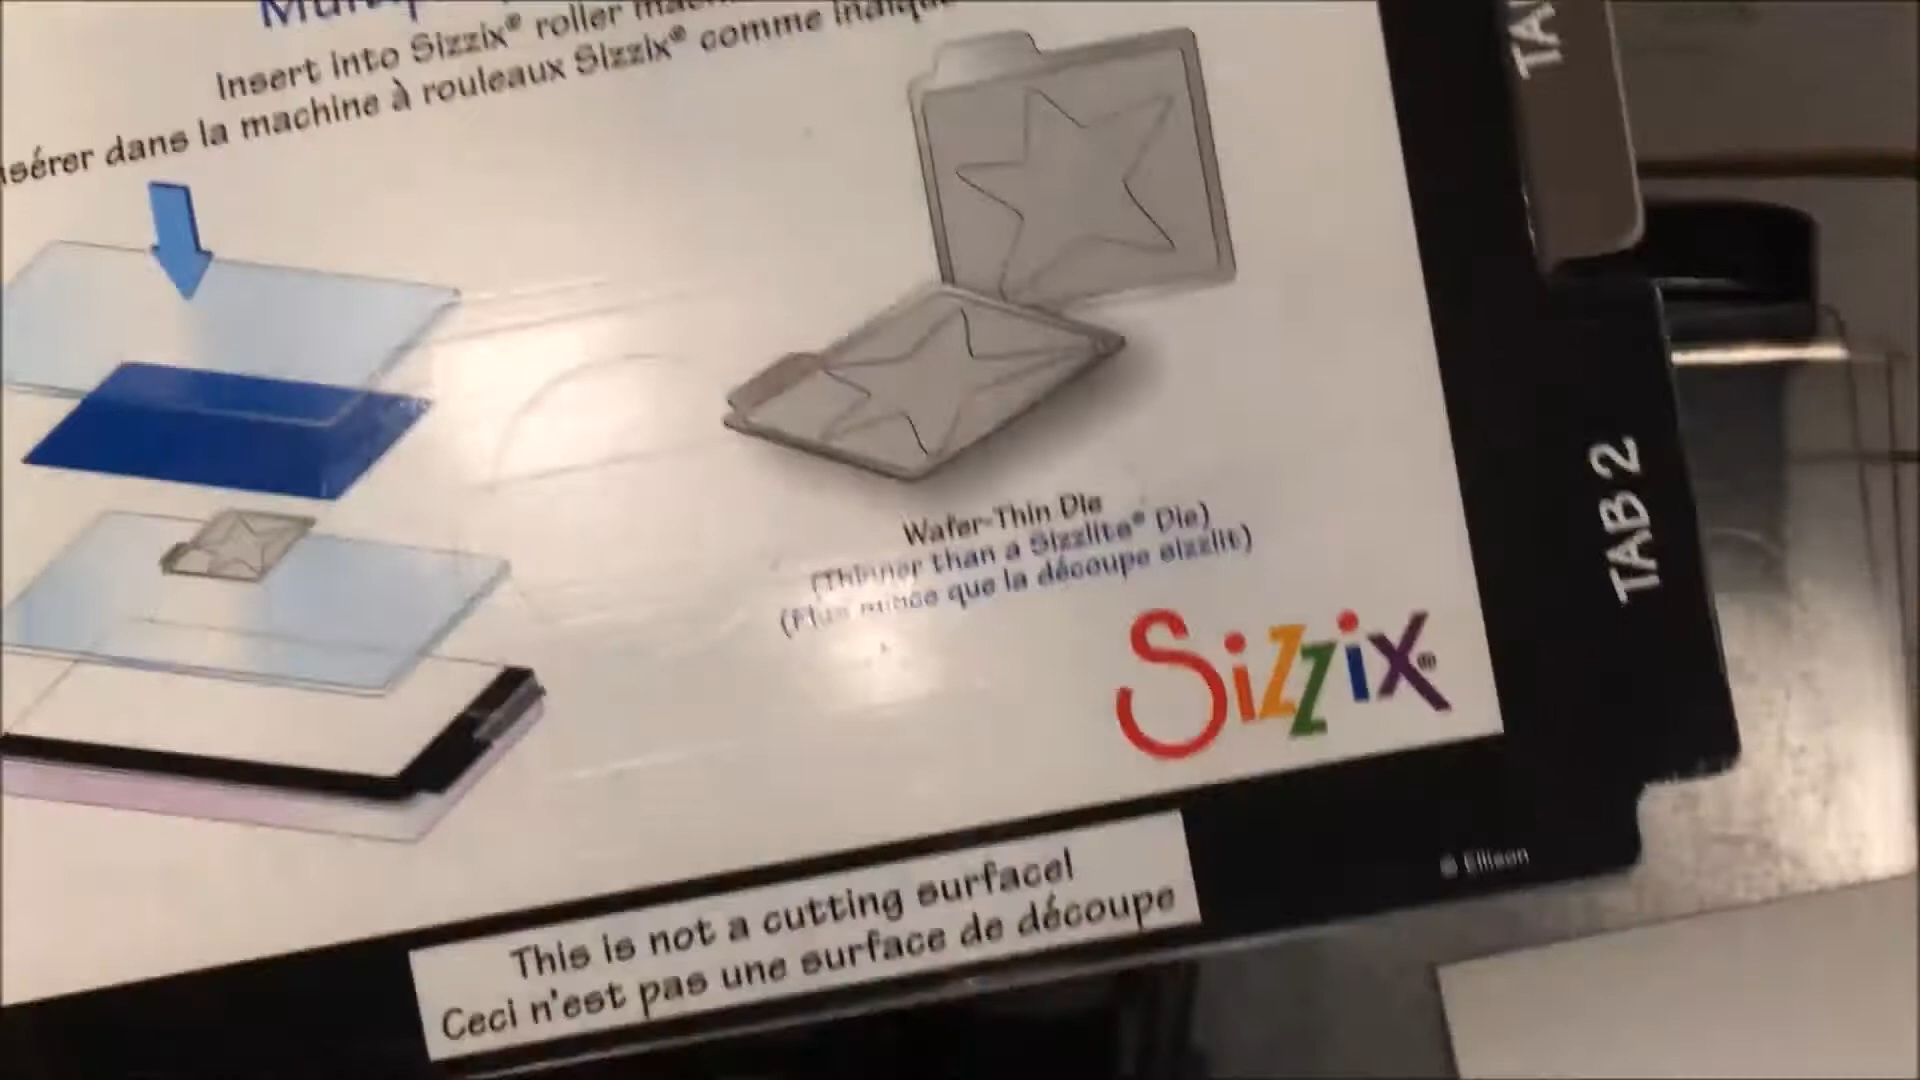 Insert into Sizzix® roller
insérer dans la machine à rouleaux Sizzix® comme
Wafer-Thin Die
(Thinner than a Sizzlits® Die)
(Plus mince que la découpe sizzlit)
Sizzix®
TAB 2
© Ellison
This is not a cutting surface!
Ceci n'est pas une surface de découpe